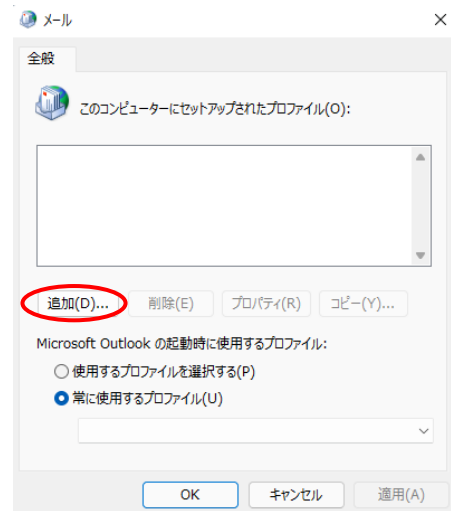 メール
全般
このコンピューターにセットアップされたプロファイル(O):
追加(D)... 削除(E) プロパティ(R) コピー(Y)...
Microsoft Outlook の起動時に使用するプロファイル:
使用するプロファイルを選択する(P)
常に使用するプロファイル(U)
OK キャンセル 適用(A)